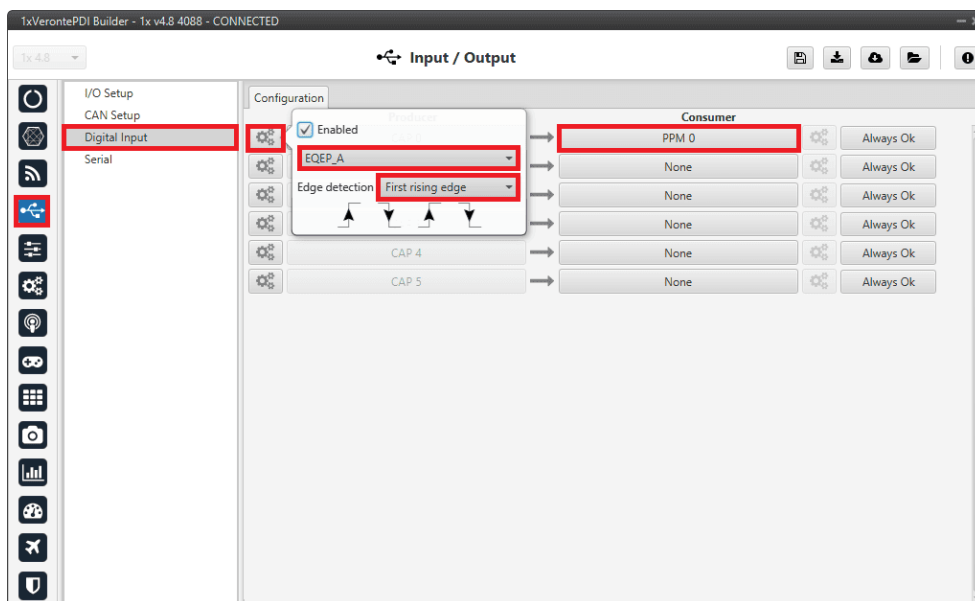 1xVerontePDI Builder - 1x v4.8 4088 - CONNECTED
1x 4.8
Input / Output
I/O Setup
CAN Setup
Digital Input
Serial
Configuration
Producer Consumer
Enabled
EQEP_A
Edge detection First rising edge
PPM 0 Always Ok
None Always Ok
None Always Ok
None Always Ok
CAP 4 None Always Ok
CAP 5 None Always Ok